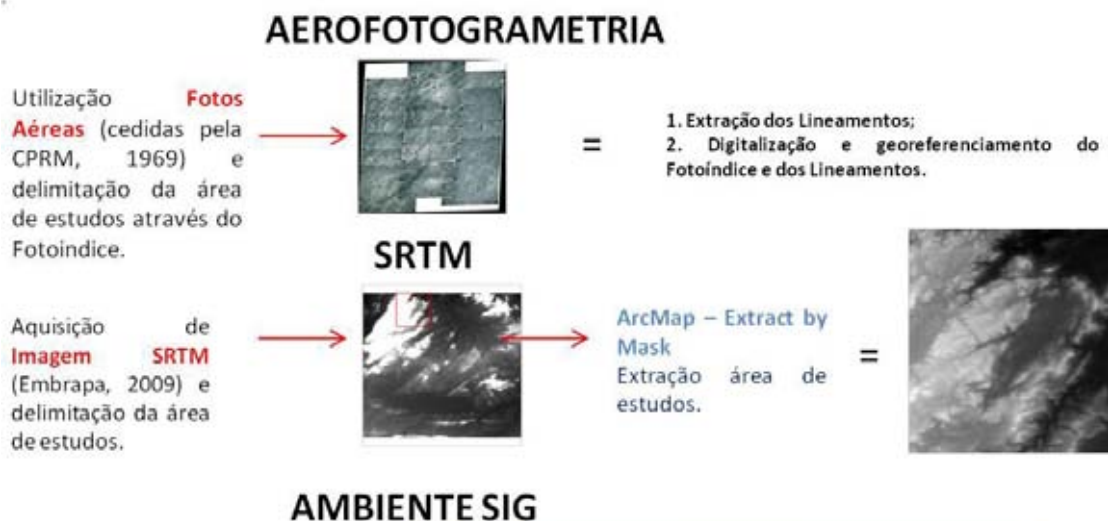 AEROFOTOGRAMETRIA
Utilização Fotos
Aéreas (cedidas pela
CPRM, 1969) e
delimitação da área
de estudos através do
Fotoindice.
=
1. Extração dos Lineamentos;
2. Digitalização e georeferenciamento do
Fotoíndice e dos Lineamentos.
SRTM
Aquisição de
Imagem SRTM
(Embrapa, 2009) e
delimitação da área
de estudos.
ArcMap – Extract by
Mask
Extração área de
estudos.
=
AMBIENTE SIG